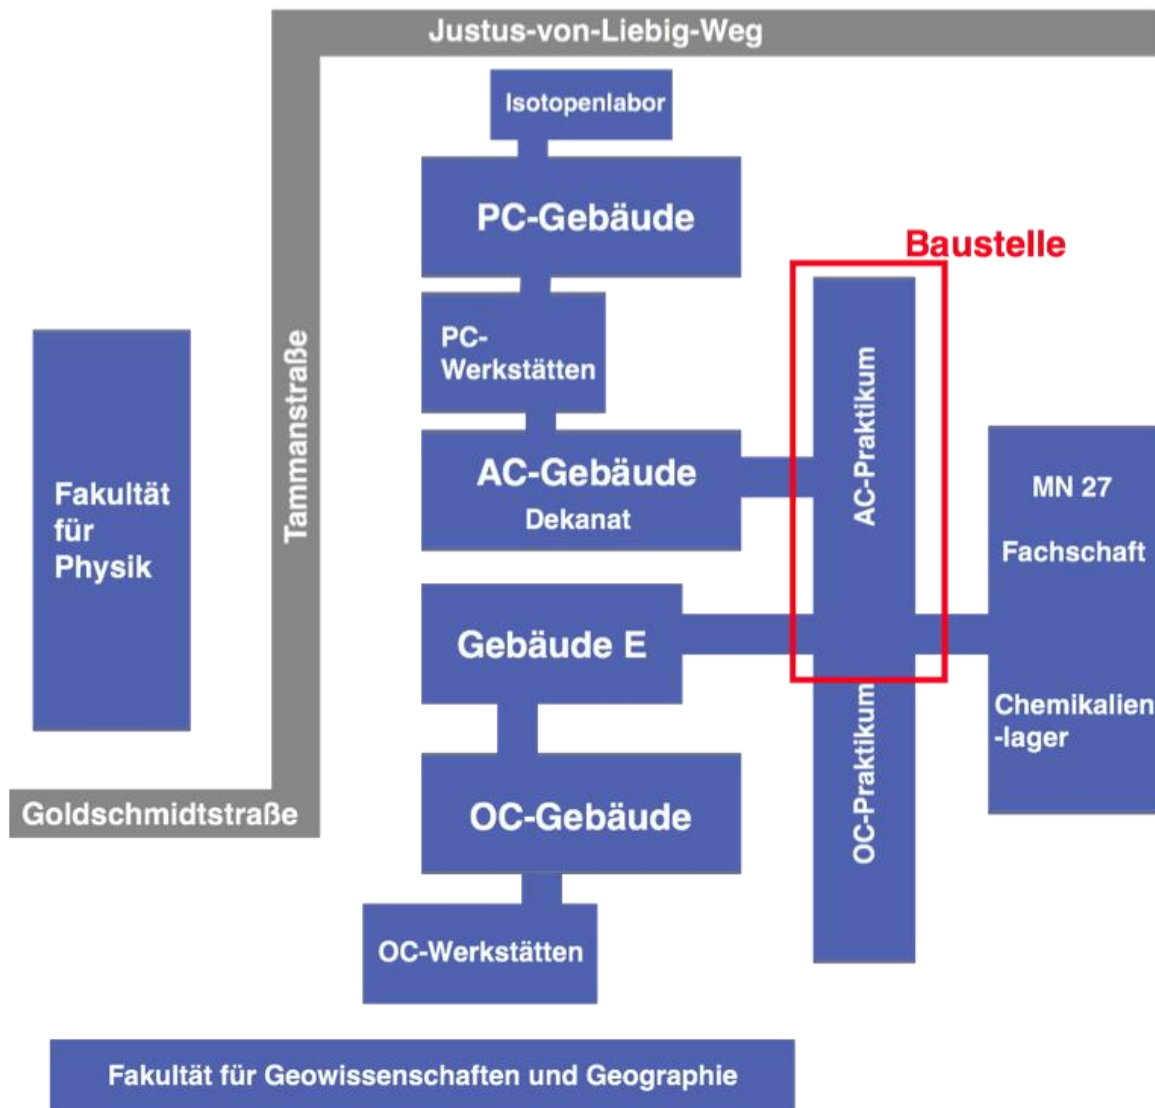 Justus-von-Liebig-Weg
Isotopenlabor
PC-Gebäude
Baustelle
PC-
Werkstätten
Tammanstraße
AC-Praktikum
AC-Gebäude
Dekanat
Fakultät
für
Physik
MN 27
Fachschaft
Gebäude E
Chemikalien
-lager
OC-Praktikum
Goldschmidtstraße
OC-Gebäude
OC-Werkstätten
Fakultät für Geowissenschaften und Geographie